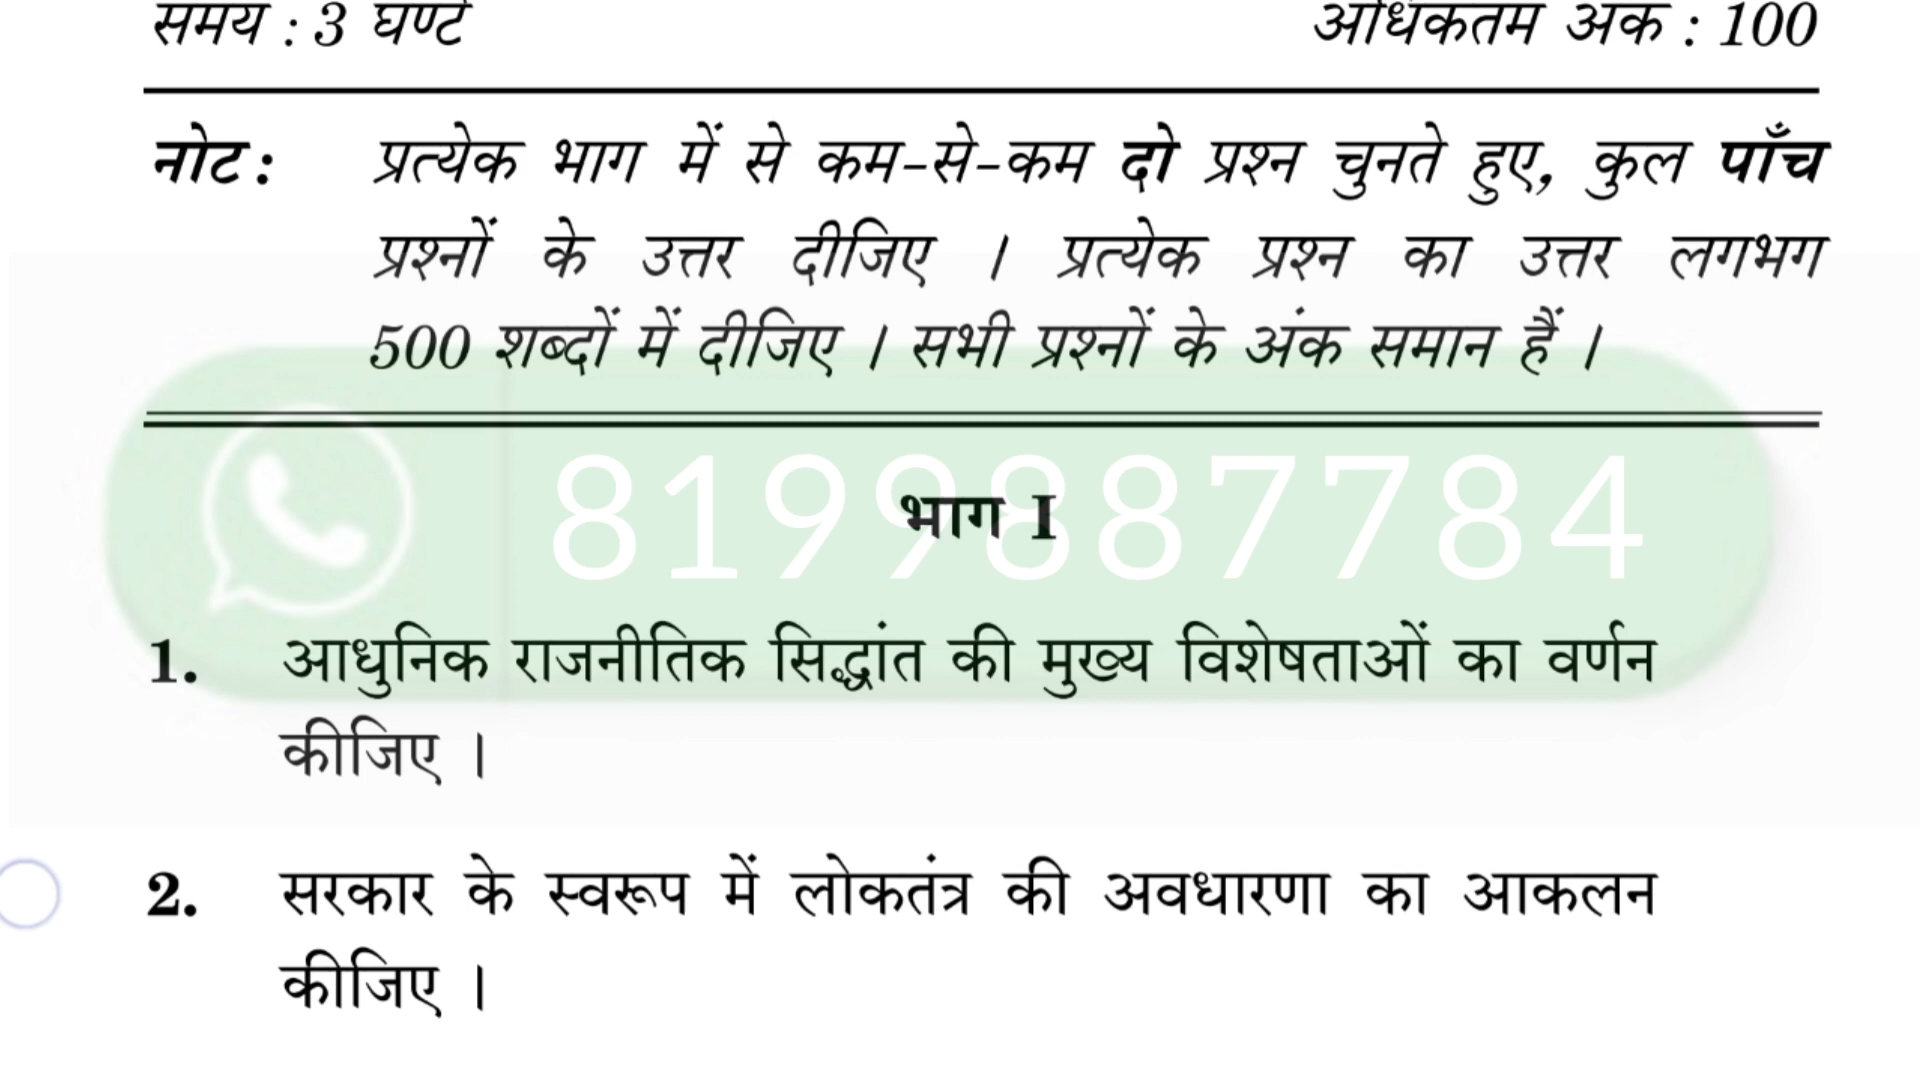 समय : 3 घण्टे अधिकतम अंक : 100
नोट : प्रत्येक भाग में से कम-से-कम दो प्रश्न चुनते हुए, कुल पाँच
प्रश्नों के उत्तर दीजिए । प्रत्येक प्रश्न का उत्तर लगभग
500 शब्दों में दीजिए । सभी प्रश्नों के अंक समान हैं ।
8199887784
भाग I
1. आधुनिक राजनीतिक सिद्धांत की मुख्य विशेषताओं का वर्णन
कीजिए ।
2. सरकार के स्वरूप में लोकतंत्र की अवधारणा का आकलन
कीजिए ।